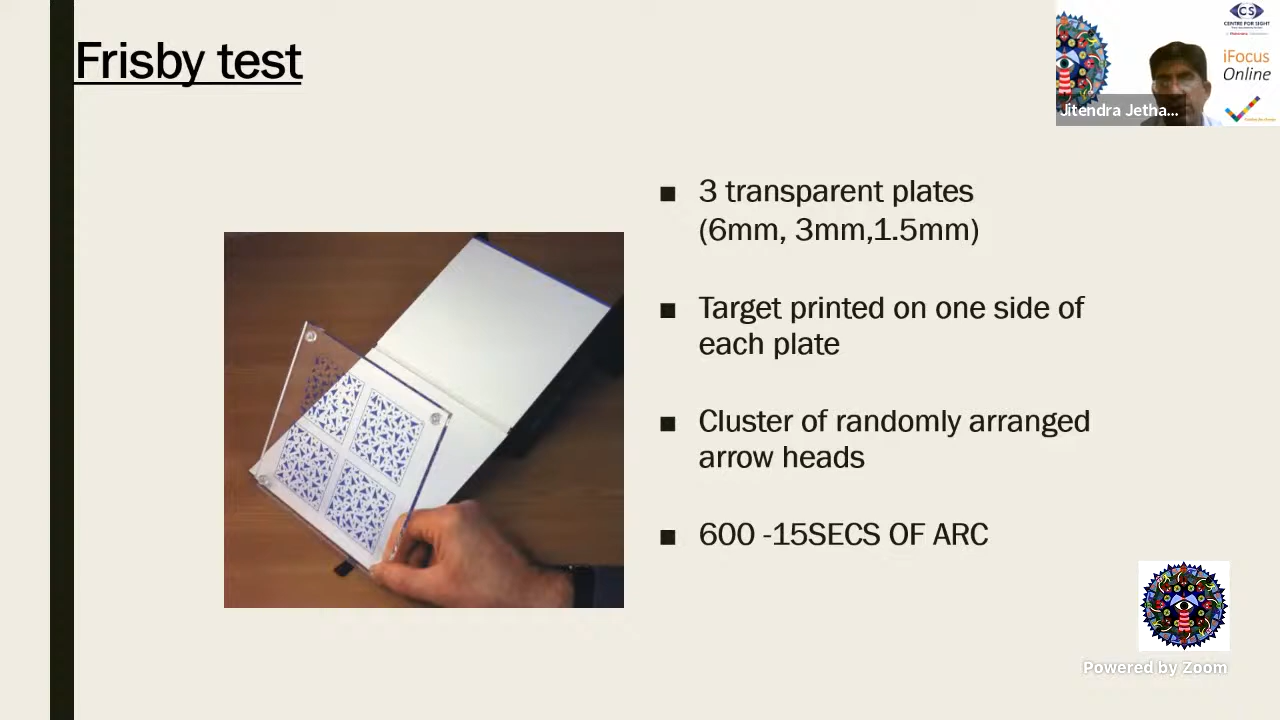 Frisby test
CS
CENTRE FOR SIGHT
iFocus
Online
Jitendra Jetha...
■ 3 transparent plates
(6mm, 3mm,1.5mm)
■ Target printed on one side of
each plate
■ Cluster of randomly arranged
arrow heads
■ 600 -15SECS OF ARC
Powered by Zoom